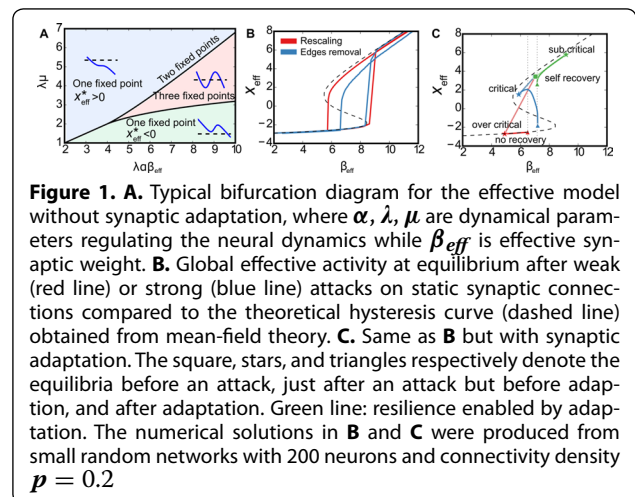 A
B
C
λμ
7
6
5
4
3
2
1
One fixed point
x*eff>0
Two fixed points
Three fixed points
One fixed point
x*eff<0
2 3 4 5 6 7 8 9 10
λαβeff
Xeff
8
6
4
2
0
−2
−4
Rescaling
Edges removal
2 4 6 8 10
βeff
Xeff
8
6
4
2
0
−2
−4
sub critical
self recovery
critical
over critical
no recovery
2 4 6 8 10
βeff
Figure 1. A. Typical bifurcation diagram for the effective model
without synaptic adaptation, where α, λ, μ are dynamical param-
eters regulating the neural dynamics while βeff is effective syn-
aptic weight. B. Global effective activity at equilibrium after weak
(red line) or strong (blue line) attacks on static synaptic connec-
tions compared to the theoretical hysteresis curve (dashed line)
obtained from mean-field theory. C. Same as B but with synaptic
adaptation. The square, stars, and triangles respectively denote the
equilibria before an attack, just after an attack but before adap-
tion, and after adaptation. Green line: resilience enabled by adap-
tation. The numerical solutions in B and C were produced from
small random networks with 200 neurons and connectivity density
p = 0.2